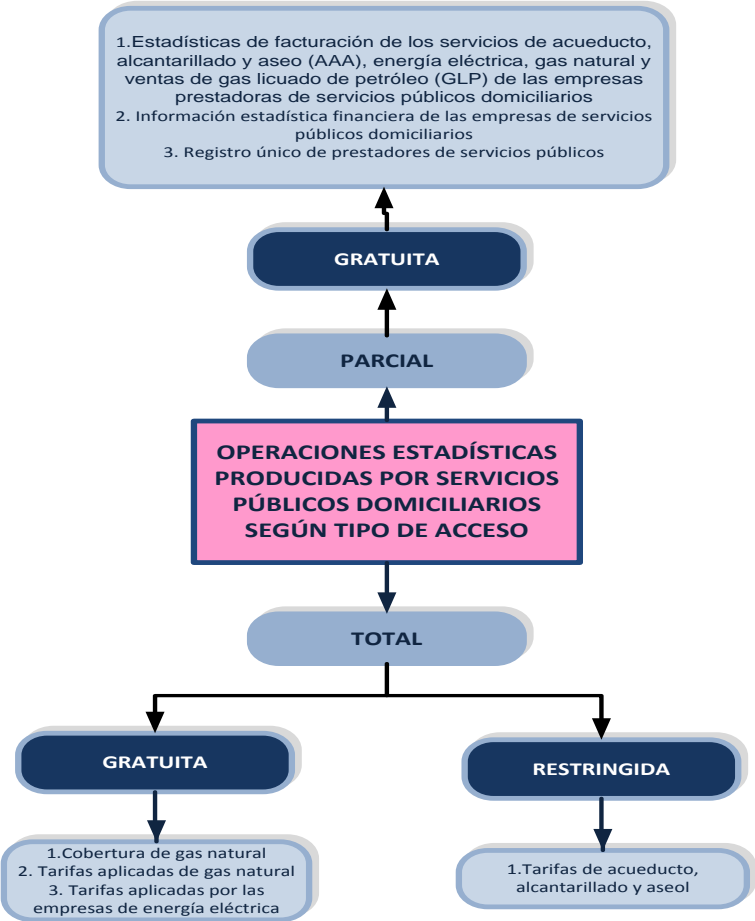 1.Estadísticas de facturación de los servicios de acueducto,
alcantarillado y aseo (AAA), energía eléctrica, gas natural y
ventas de gas licuado de petróleo (GLP) de las empresas
prestadoras de servicios públicos domiciliarios
2. Información estadística financiera de las empresas de servicios
públicos domiciliarios
3. Registro único de prestadores de servicios públicos
GRATUITA
PARCIAL
OPERACIONES ESTADÍSTICAS
PRODUCIDAS POR SERVICIOS
PÚBLICOS DOMICILIARIOS
SEGÚN TIPO DE ACCESO
TOTAL
GRATUITA
1.Cobertura de gas natural
2. Tarifas aplicadas de gas natural
3. Tarifas aplicadas por las
empresas de energía eléctrica
RESTRINGIDA
1.Tarifas de acueducto,
alcantarillado y aseol